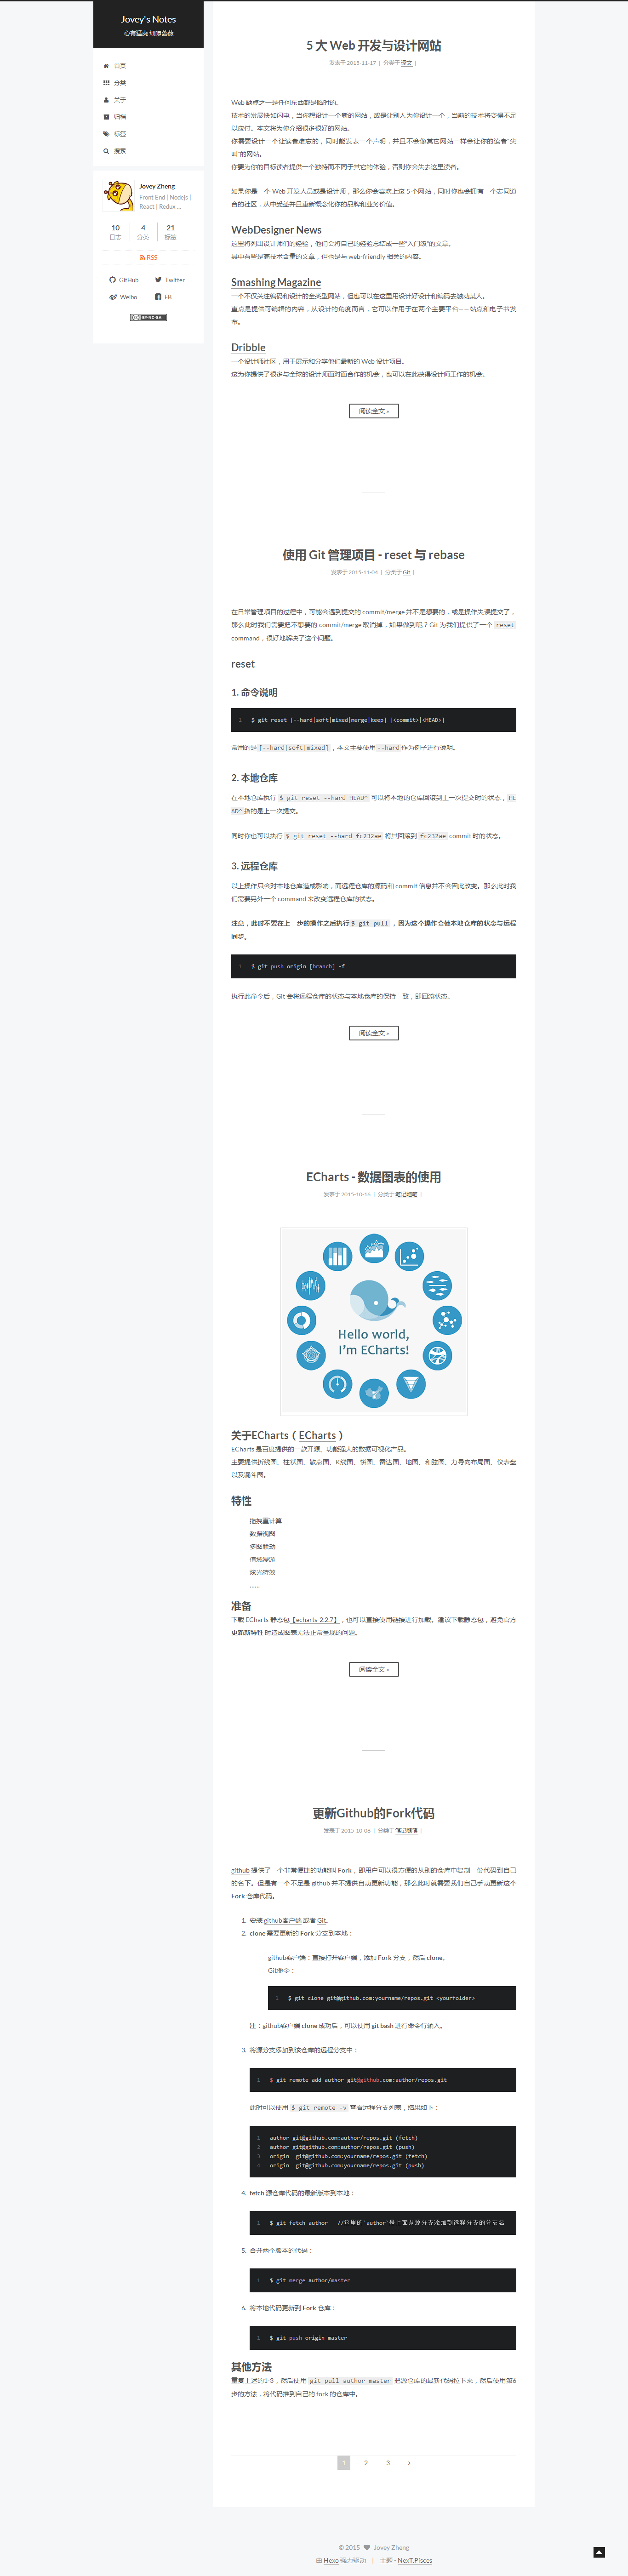 Jovey's Notes
心有猛虎 细嗅蔷薇
首页
分类
关于
归档
标签
搜索
Jovey Zheng
Front End | Nodejs |
React | Redux ...
10
日志
4
分类
21
标签
RSS
GitHub
Twitter
Weibo
FB
BY-NC-SA
5 大 Web 开发与设计网站
发表于 2015-11-17 | 分类于 译文 |
Web 缺点之一是任何东西都是临时的。
技术的发展快如闪电，当你想设计一个新的网站，或是让别人为你设计一个，当前的技术将变得不足
以应付。本文将为你介绍很多很好的网站。
你需要设计一个让读者难忘的，同时能发表一个声明，并且不会像其它网站一样会让你的读者“尖
叫”的网站。
你要为你的目标读者提供一个独特而不同于其它的体验，否则你会失去这里读者。
如果你是一个 Web 开发人员或是设计师，那么你会喜欢上这 5 个网站，同时你也会拥有一个志同道
合的社区，从中受益并且重新概念化你的品牌和业务价值。
WebDesigner News
这里将列出设计师们的经验，他们会将自己的经验总结成一些“入门级”的文章。
其中有些是高技术含量的文章，但也是与 web-friendly 相关的内容。
Smashing Magazine
一个不仅关注编码和设计的全类型网站，但也可以在这里用设计好设计和编码去触动某人。
重点是提供可编辑的内容，从设计的角度而言，它可以作用于在两个主要平台——站点和电子书发
布。
Dribble
一个设计师社区，用于展示和分享他们最新的 Web 设计项目。
这为你提供了很多与全球的设计师面对面合作的机会，也可以在此获得设计师工作的机会。
阅读全文 »
使用 Git 管理项目 - reset 与 rebase
发表于 2015-11-04 | 分类于 Git |
在日常管理项目的过程中，可能会遇到提交的 commit/merge 并不是想要的，或是操作失误提交了，
那么此时我们需要把不想要的 commit/merge 取消掉，如果做到呢？Git 为我们提供了一个 reset
command，很好地解决了这个问题。
reset
1. 命令说明
1 $ git reset [--hard|soft|mixed|merge|keep] [<commit>|<HEAD>]
常用的是 [--hard|soft|mixed]，本文主要使用 --hard 作为例子进行说明。
2. 本地仓库
在本地仓库执行 $ git reset --hard HEAD^ 可以将本地的仓库回滚到上一次提交时的状态，HE
AD^ 指的是上一次提交。
同时你也可以执行 $ git reset --hard fc232ae 将其回滚到 fc232ae commit 时的状态。
3. 远程仓库
以上操作只会对本地仓库造成影响，而远程仓库的源码和 commit 信息并不会因此改变。那么此时我
们需要另外一个 command 来改变远程仓库的状态。
注意，此时不要在上一步的操作之后执行 $ git pull ，因为这个操作会使本地仓库的状态与远程
同步。
1 $ git push origin [branch] -f
执行此命令后，Git 会将远程仓库的状态与本地仓库的保持一致，即回滚状态。
阅读全文 »
ECharts - 数据图表的使用
发表于 2015-10-16 | 分类于 笔记随笔 |
Hello world,
I'm ECharts!
关于ECharts ( ECharts )
ECharts 是百度提供的一款开源、功能强大的数据可视化产品。
主要提供折线图、柱状图、散点图、K线图、饼图、雷达图、地图、和弦图、力导向布局图、仪表盘
以及漏斗图。
特性
拖拽重计算
数据视图
多图联动
值域漫游
炫光特效
......
准备
下载 ECharts 静态包【echarts-2.2.7】，也可以直接使用链接进行加载。建议下载静态包，避免官方
更新新特性 时造成图表无法正常呈现的问题。
阅读全文 »
更新Github的Fork代码
发表于 2015-10-06 | 分类于 笔记随笔 |
github 提供了一个非常便捷的功能叫 Fork，即用户可以很方便的从别的仓库中复制一份代码到自己
的名下。但是有一个不足是 github 并不提供自动更新功能，那么此时就需要我们自己手动更新这个
Fork 仓库代码。
1. 安装 github客户端 或者 Git。
2. clone 需要更新的 Fork 分支到本地：
github客户端：直接打开客户端，添加 Fork 分支，然后 clone。
Git命令：
1 $ git clone git@github.com:yourname/repos.git <yourfolder>
注：github客户端 clone 成功后，可以使用 git bash 进行命令行输入。
3. 将源分支添加到该仓库的远程分支中：
1 $ git remote add author git@github.com:author/repos.git
此时可以使用 $ git remote -v 查看远程分支列表，结果如下：
1 author git@github.com:author/repos.git (fetch)
2 author git@github.com:author/repos.git (push)
3 origin git@github.com:yourname/repos.git (fetch)
4 origin git@github.com:yourname/repos.git (push)
4. fetch 源仓库代码的最新版本到本地：
1 $ git fetch author //这里的`author`是上面从源分支添加到远程分支的分支名
5. 合并两个版本的代码：
1 $ git merge author/master
6. 将本地代码更新到 Fork 仓库：
1 $ git push origin master
其他方法
重复上述的1-3，然后使用 git pull author master 把源仓库的最新代码拉下来，然后使用第6
步的方法，将代码推到自己的 fork 的仓库中。
1 2 3 >
© 2015 Jovey Zheng
由 Hexo 强力驱动 | 主题 - NexT.Pisces